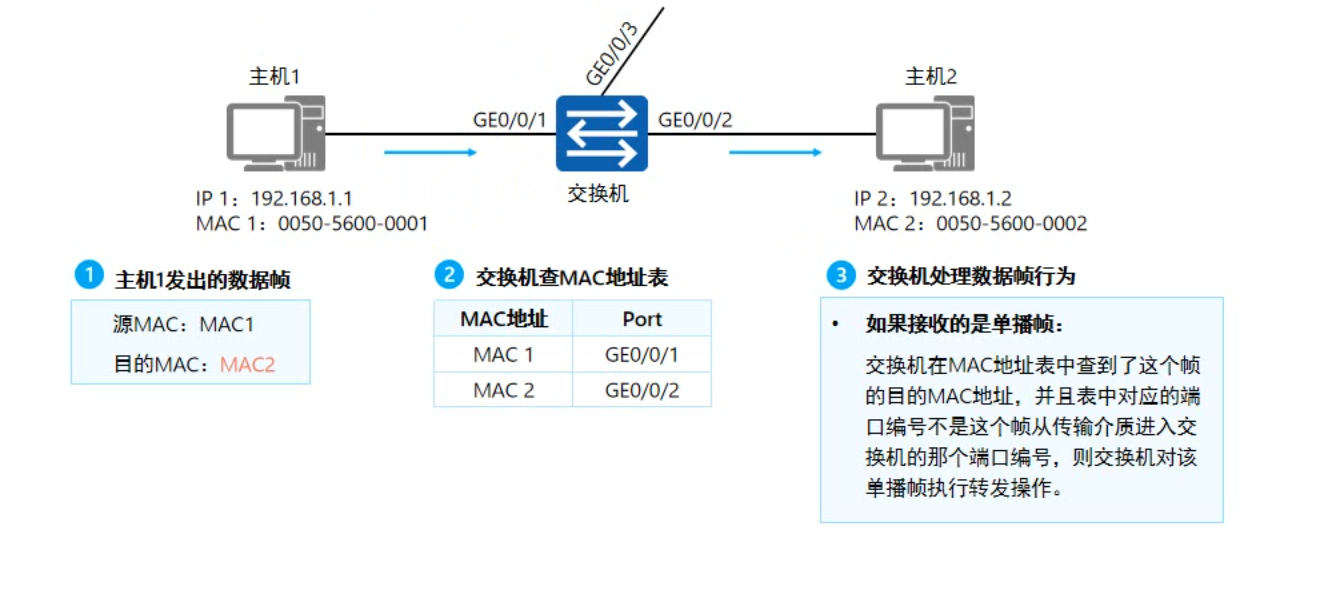 GE0/0/3
主机1
主机2
GE0/0/1
GE0/0/2
交换机
IP 1：192.168.1.1
MAC 1：0050-5600-0001
IP 2：192.168.1.2
MAC 2：0050-5600-0002
1 主机1发出的数据帧
源MAC：MAC1
目的MAC：MAC2
2 交换机查MAC地址表
MAC地址 Port
MAC 1 GE0/0/1
MAC 2 GE0/0/2
3 交换机处理数据帧行为
• 如果接收的是单播帧：
交换机在MAC地址表中查到了这个帧
的目的MAC地址，并且表中对应的端
口编号不是这个帧从传输介质进入交
换机的那个端口编号，则交换机对该
单播帧执行转发操作。